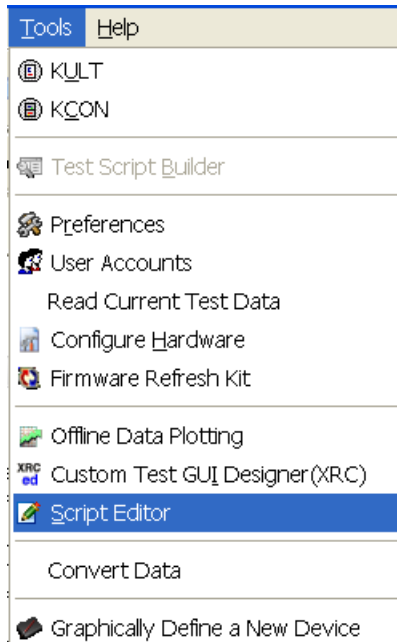 Tools Help
KULT
KCON
Test Script Builder
Preferences
User Accounts
Read Current Test Data
Configure Hardware
Firmware Refresh Kit
Offline Data Plotting
XRC ed Custom Test GUI Designer(XRC)
Script Editor
Convert Data
Graphically Define a New Device